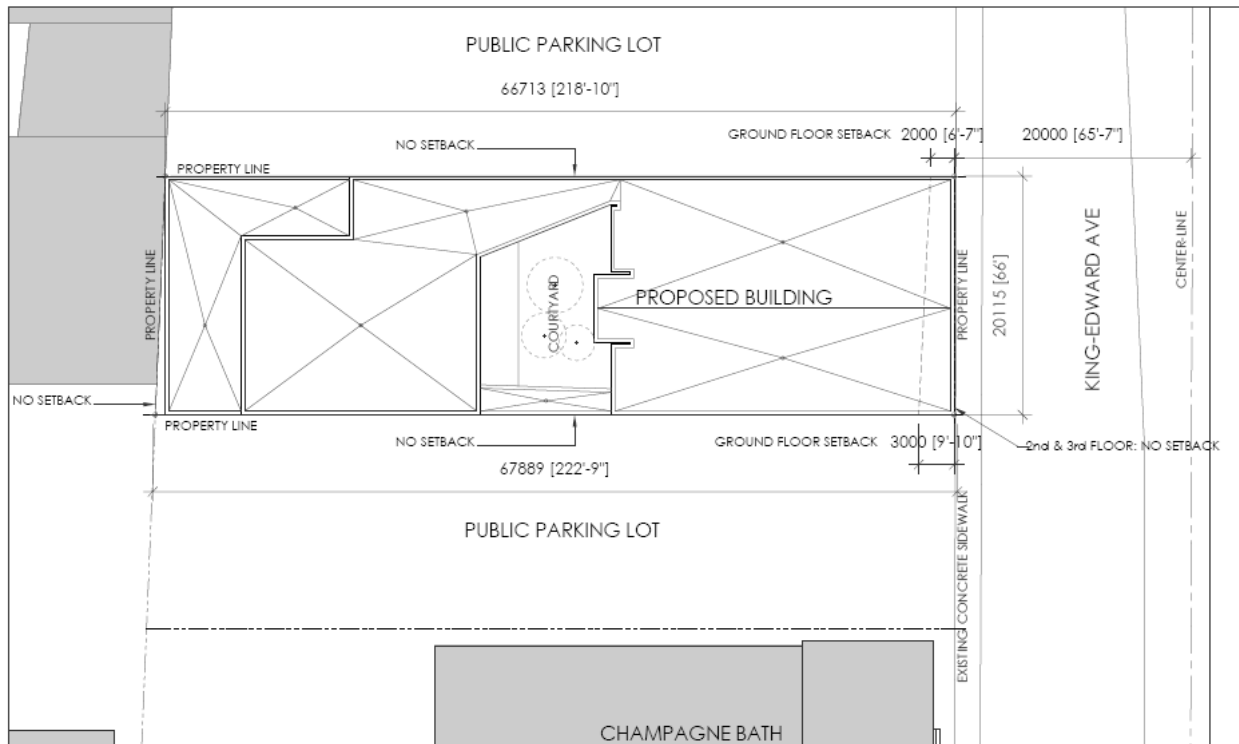 PUBLIC PARKING LOT
66713 [218'-10"]
GROUND FLOOR SETBACK 2000 [6'-7"]
20000 [65'-7"]
NO SETBACK
PROPERTY LINE
PROPERTY LINE
COURTYARD
PROPOSED BUILDING
PROPERTY LINE
20115 [66']
KING-EDWARD AVE
CENTER-LINE
NO SETBACK
PROPERTY LINE
NO SETBACK
GROUND FLOOR SETBACK 3000 [9'-10"]
2nd & 3rd FLOOR: NO SETBACK
67889 [222'-9"]
PUBLIC PARKING LOT
EXISTING CONCRETE SIDEWALK
CHAMPAGNE BATH